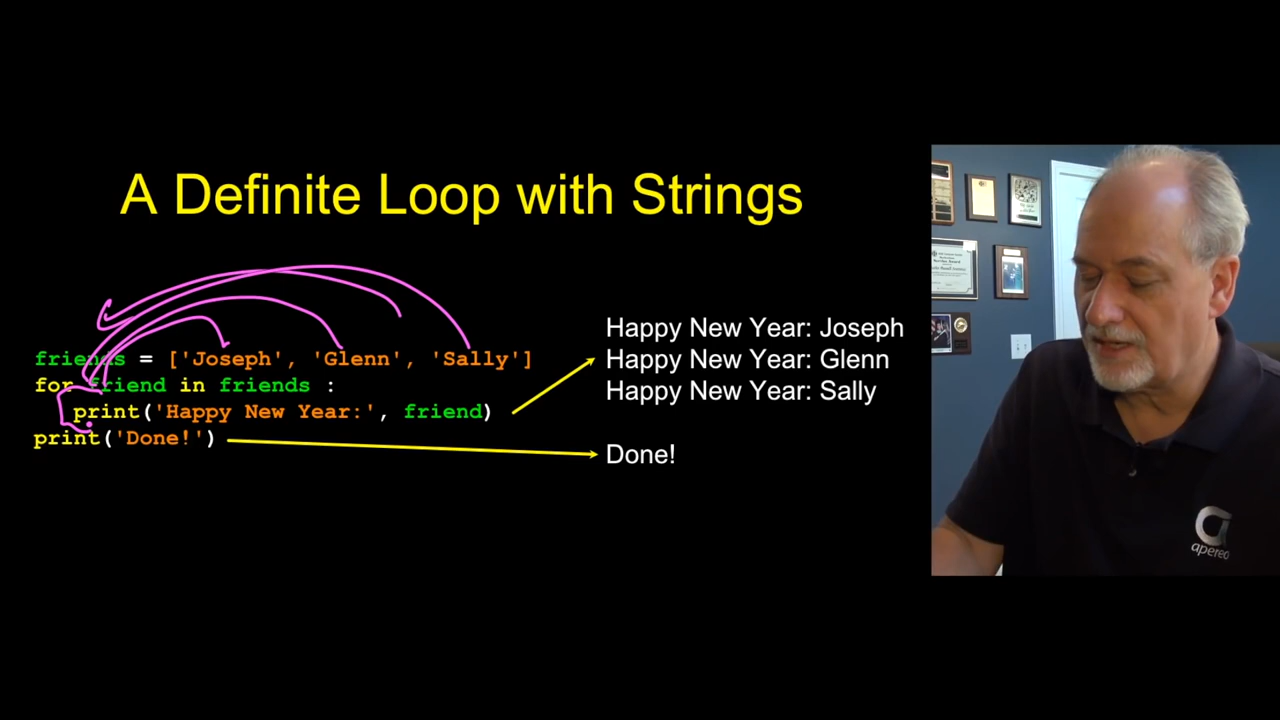 A Definite Loop with Strings
friends = ['Joseph', 'Glenn', 'Sally']
for friend in friends :
print('Happy New Year:', friend)
print('Done!')
Happy New Year: Joseph
Happy New Year: Glenn
Happy New Year: Sally
Done!
apereo